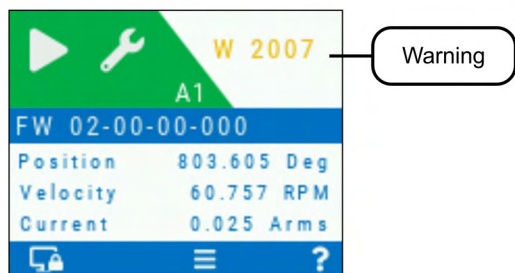 W 2007
Warning
A1
FW 02-00-00-000
Position 803.605 Deg
Velocity 60.757 RPM
Current 0.025 Arms
?